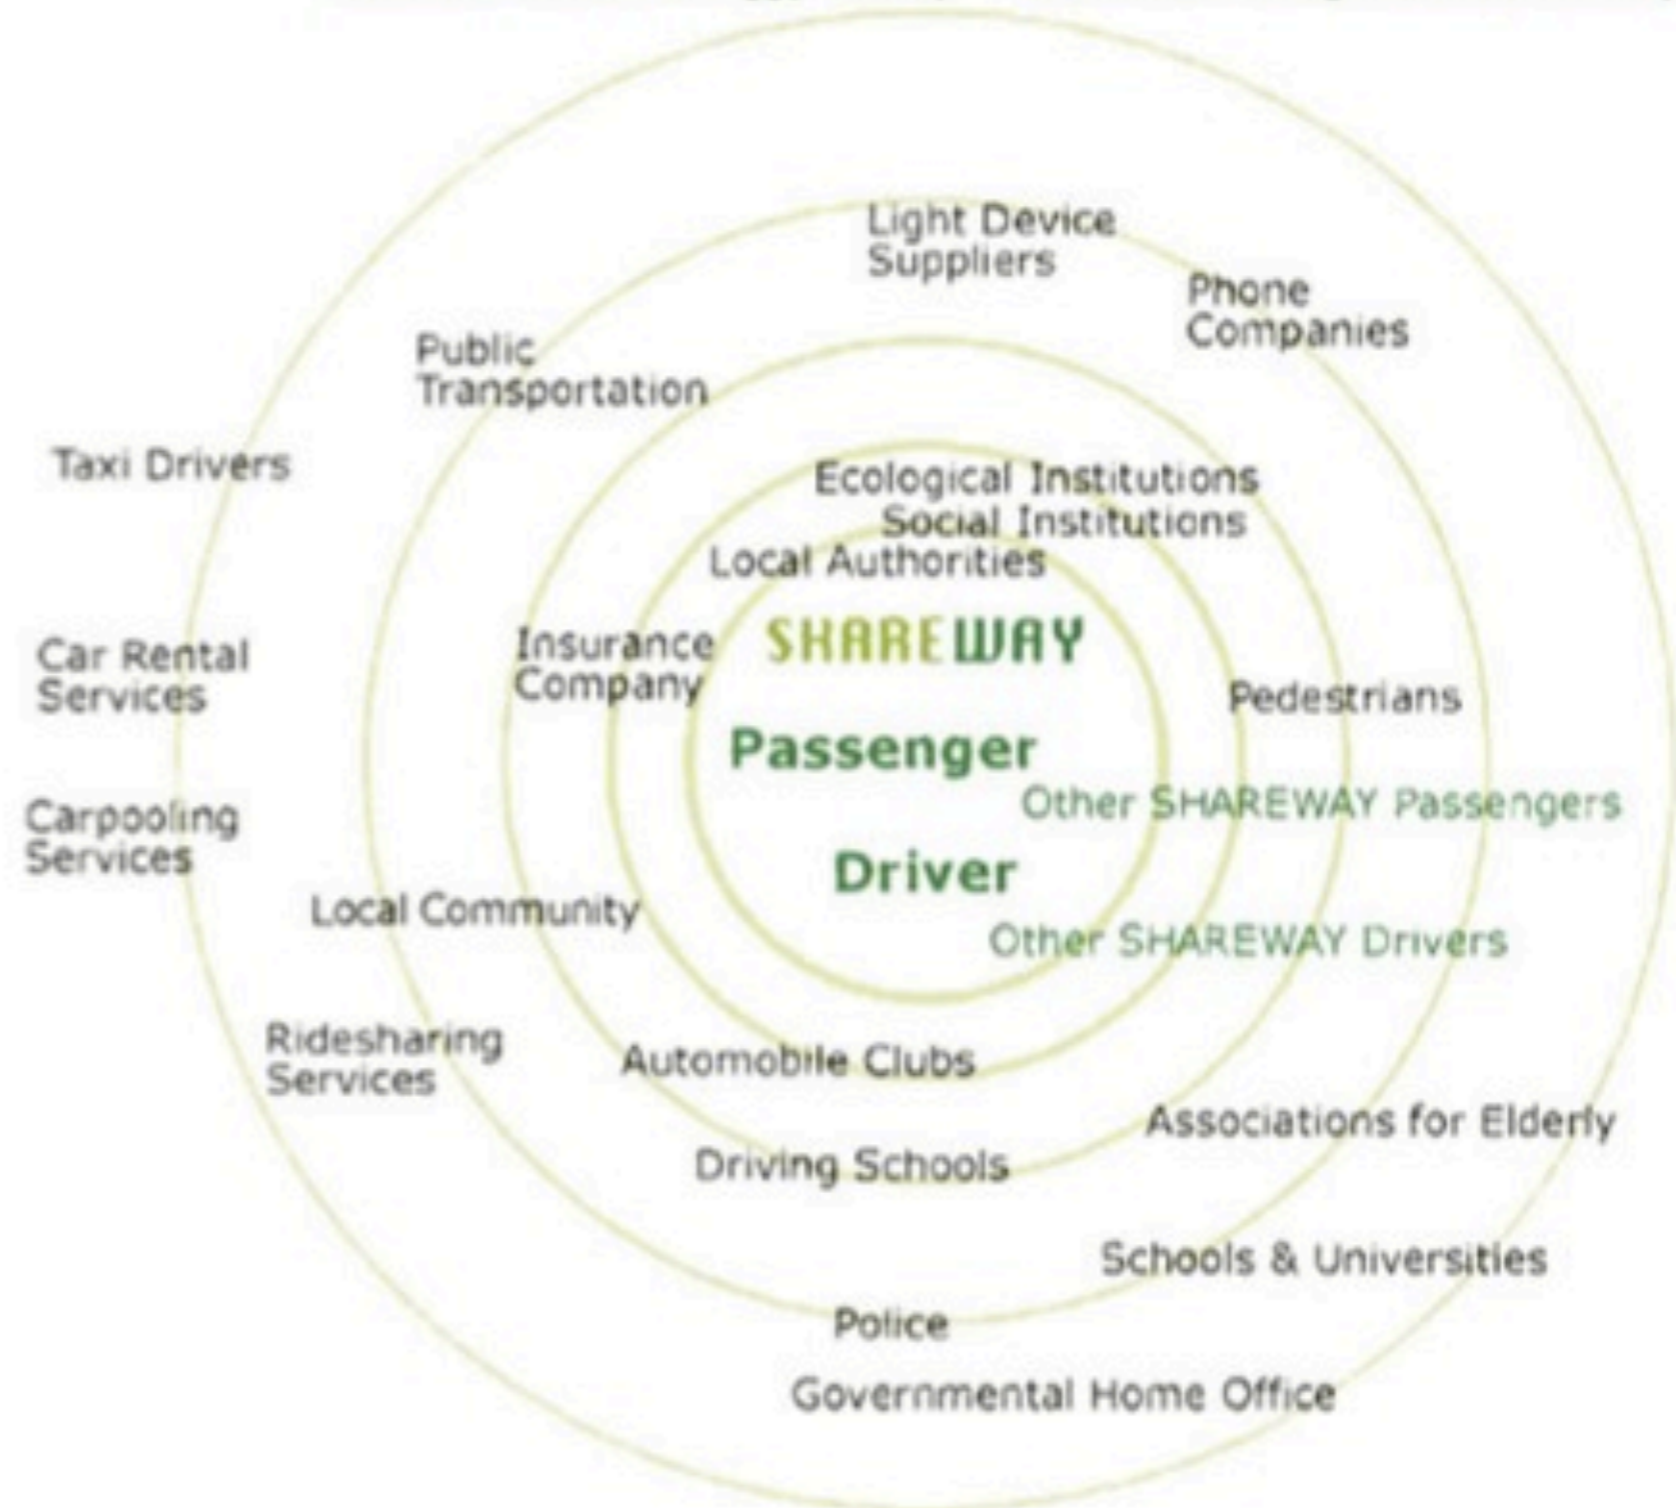 Light Device
Suppliers
Phone
Companies
Public
Transportation
Taxi Drivers
Ecological Institutions
Social Institutions
Local Authorities
SHAREWAY
Insurance
Company
Car Rental
Services
Pedestrians
Passenger
Other SHAREWAY Passengers
Carpooling
Services
Driver
Local Community
Other SHAREWAY Drivers
Ridesharing
Services
Automobile Clubs
Associations for Elderly
Driving Schools
Schools & Universities
Police
Governmental Home Office